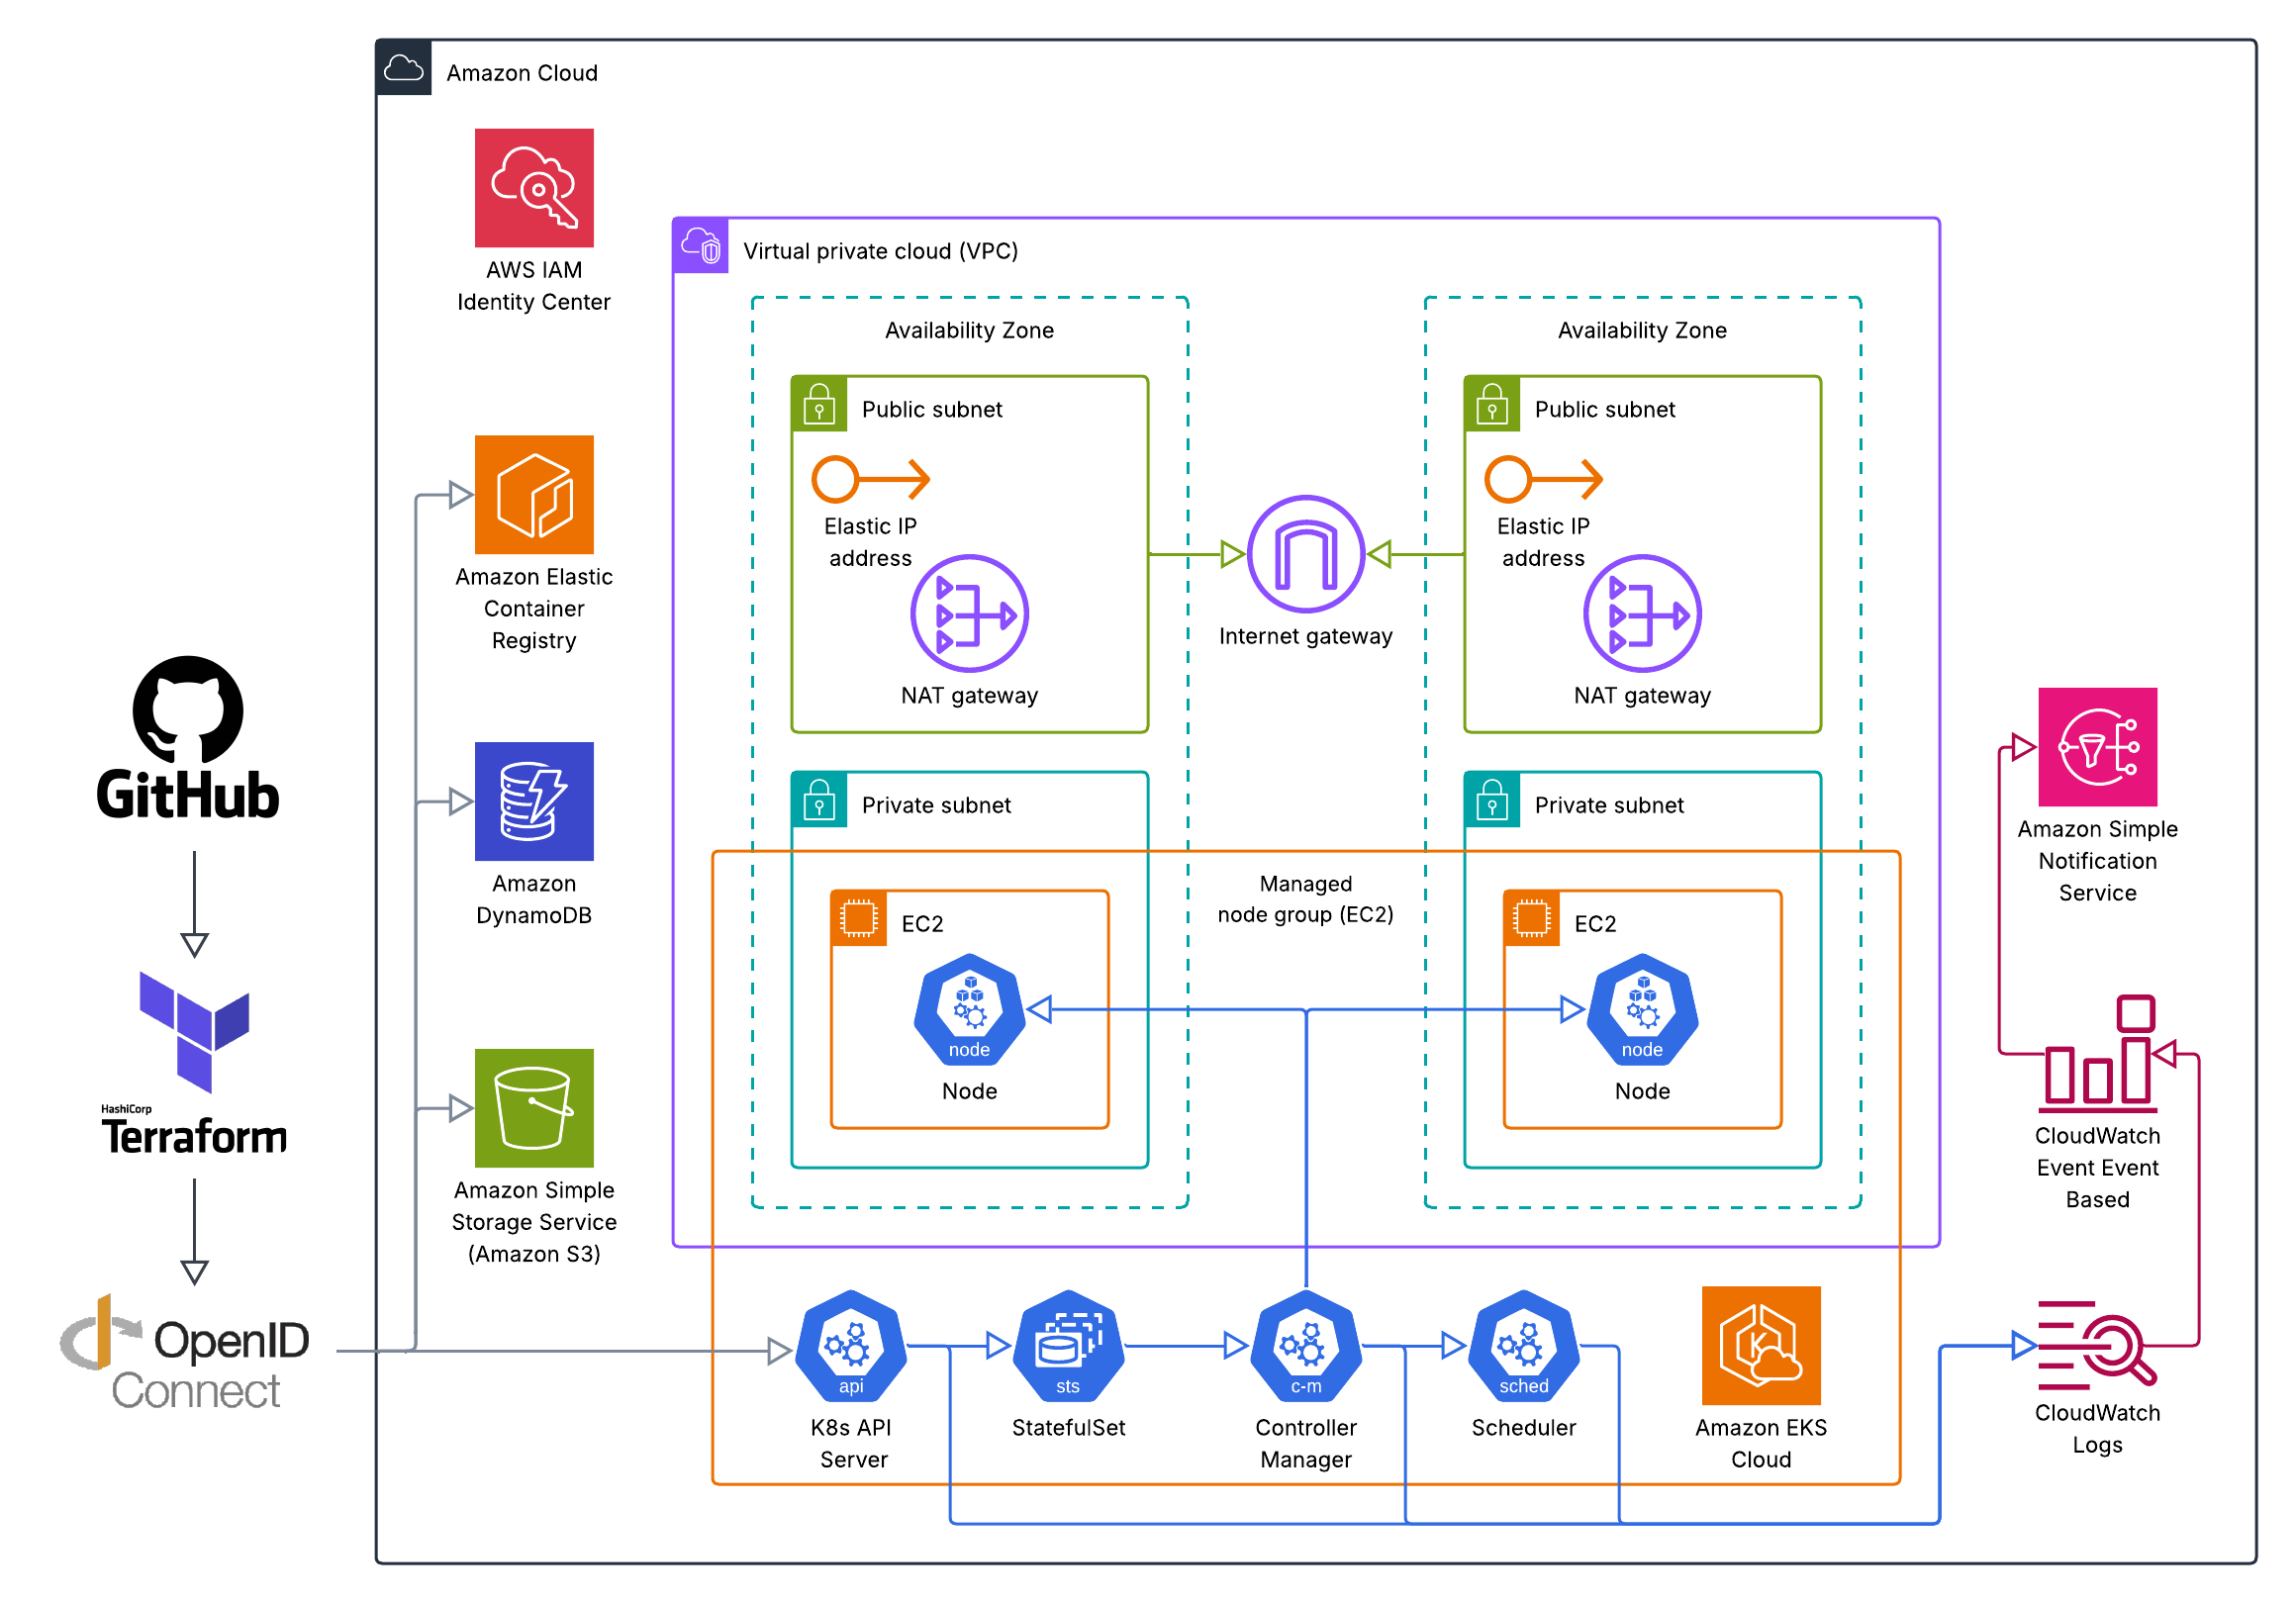 Amazon Cloud
AWS IAM
Identity Center
Amazon Elastic
Container
Registry
Amazon
DynamoDB
Amazon Simple
Storage Service
(Amazon S3)
GitHub
HashiCorp
Terraform
OpenID
Connect
Virtual private cloud (VPC)
Availability Zone
Public subnet
Elastic IP
address
NAT gateway
Private subnet
EC2
node
Node
Internet gateway
Managed
node group (EC2)
Availability Zone
Public subnet
Elastic IP
address
NAT gateway
Private subnet
EC2
node
Node
api
K8s API
Server
sts
StatefulSet
c-m
Controller
Manager
sched
Scheduler
K
Amazon EKS
Cloud
Amazon Simple
Notification
Service
CloudWatch
Event Event
Based
CloudWatch
Logs